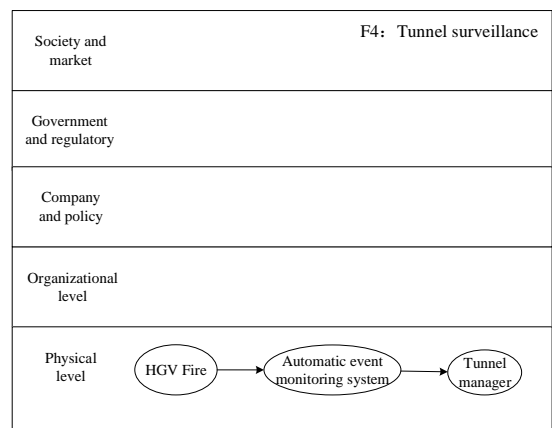 F4：Tunnel surveillance
Society and
market
Government
and regulatory
Company
and policy
Organizational
level
Physical
level
HGV Fire
Automatic event
monitoring system
Tunnel
manager